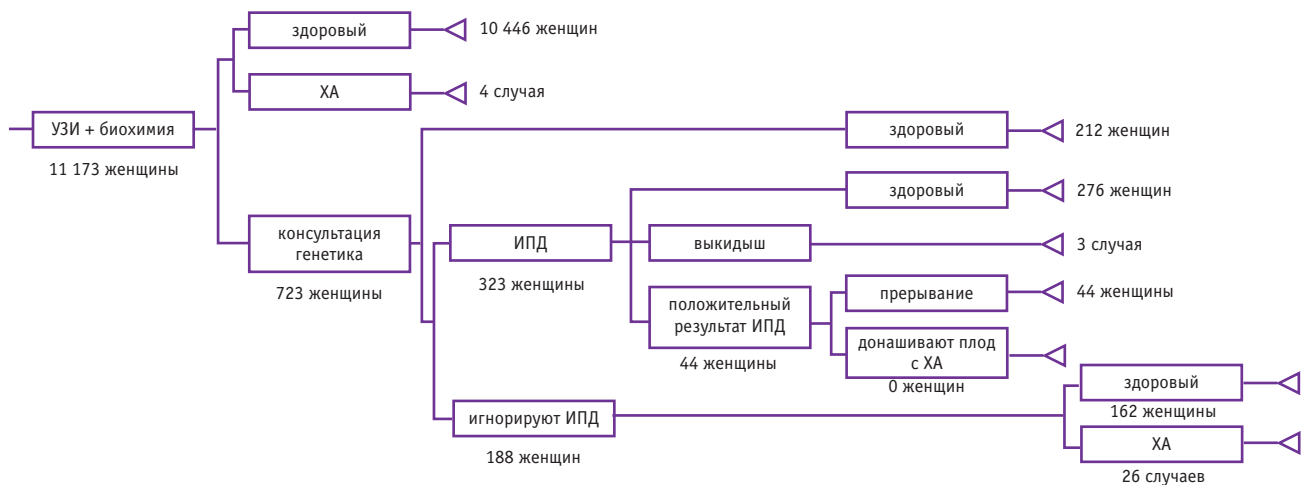 здоровый
10 446 женщин
ХА
4 случая
УЗИ + биохимия
11 173 женщины
здоровый
212 женщин
здоровый
276 женщин
консультация
генетика
723 женщины
ИПД
323 женщины
выкидыш
3 случая
положительный
результат ИПД
44 женщины
прерывание
44 женщины
донашивают плод
с ХА
0 женщин
игнорируют ИПД
188 женщин
здоровый
162 женщины
ХА
26 случаев